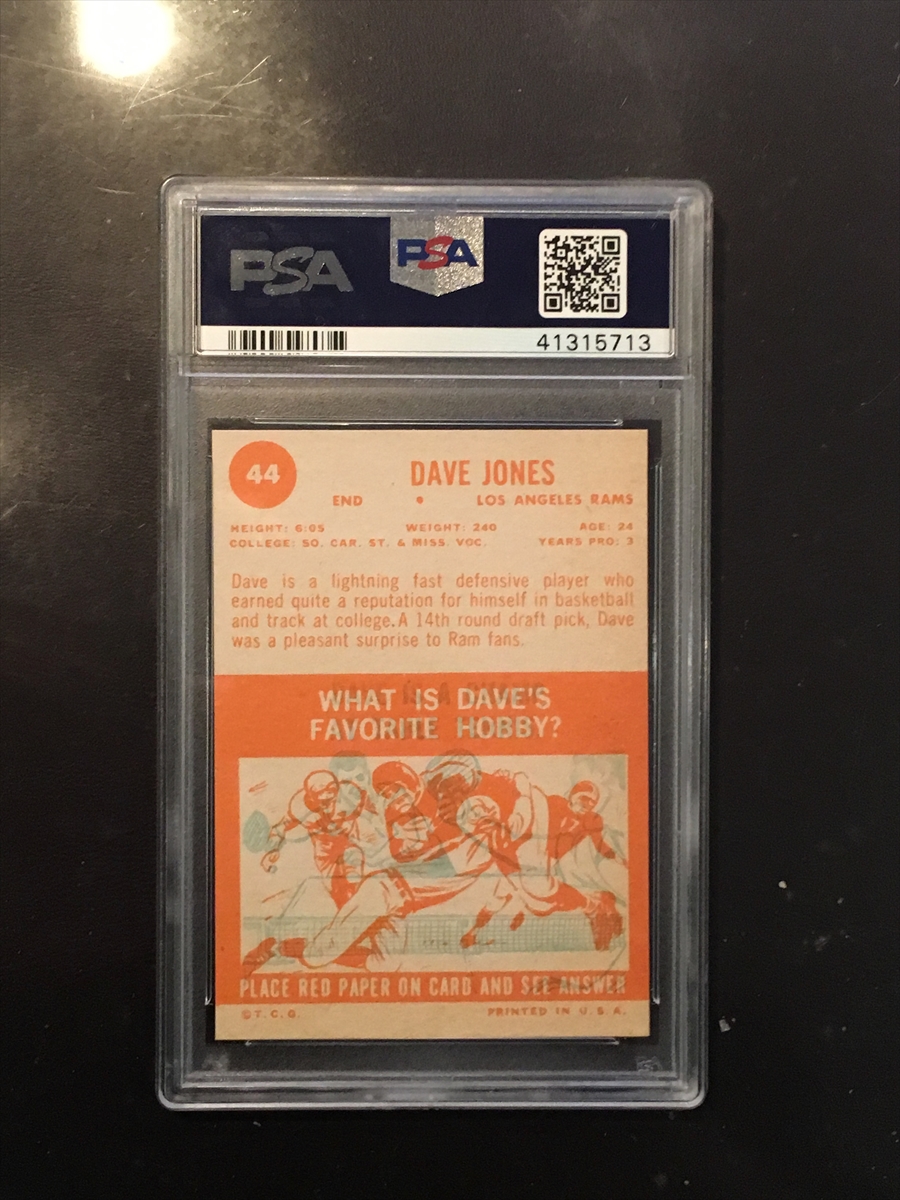 PSA PSA
41315713
44 DAVE JONES
END • LOS ANGELES RAMS
HEIGHT: 6:05 WEIGHT: 240 AGE: 24
COLLEGE: SO. CAR. ST. & MISS. VOC. YEARS PRO: 3
Dave is a lightning fast defensive player who
earned quite a reputation for himself in basketball
and track at college. A 14th round draft pick, Dave
was a pleasant surprise to Ram fans.
WHAT IS DAVE'S
FAVORITE HOBBY?
PLACE RED PAPER ON CARD AND SEE ANSWER
© T.C.G. PRINTED IN U.S.A.